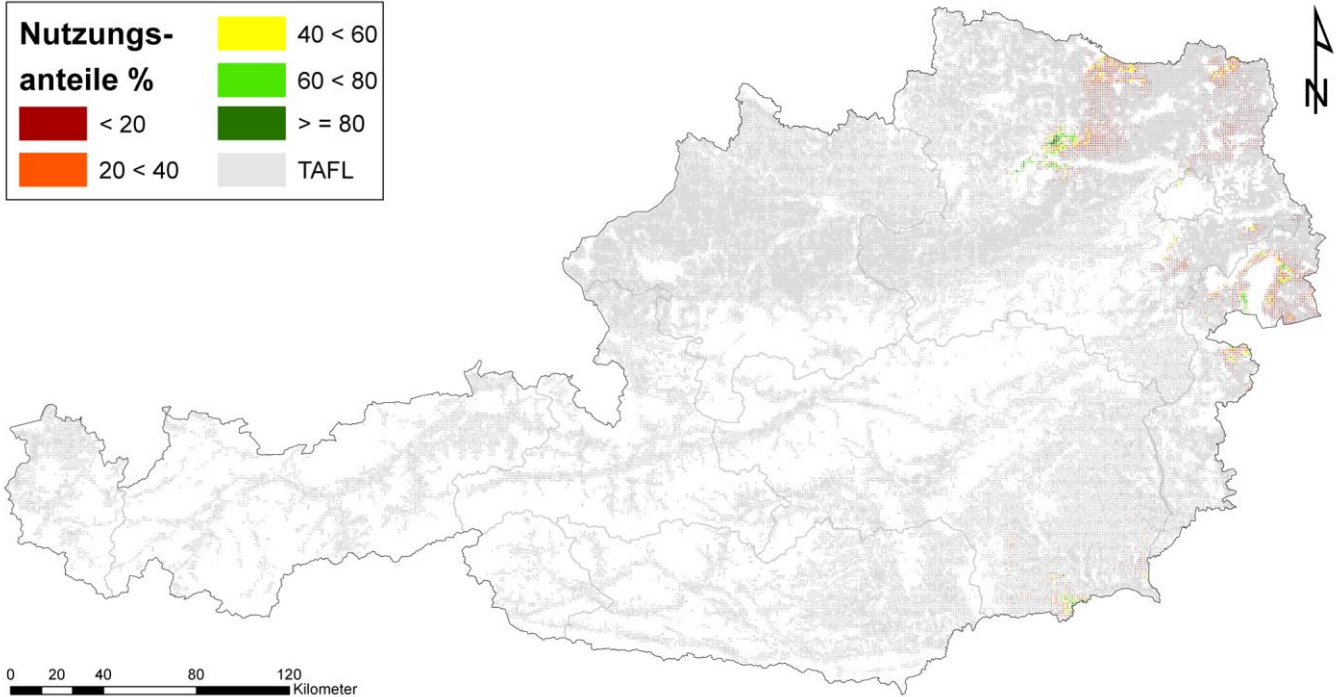 Nutzungs-
anteile %
< 20
20 < 40
40 < 60
60 < 80
> = 80
TAFL
N
0 20 40 80 120
Kilometer